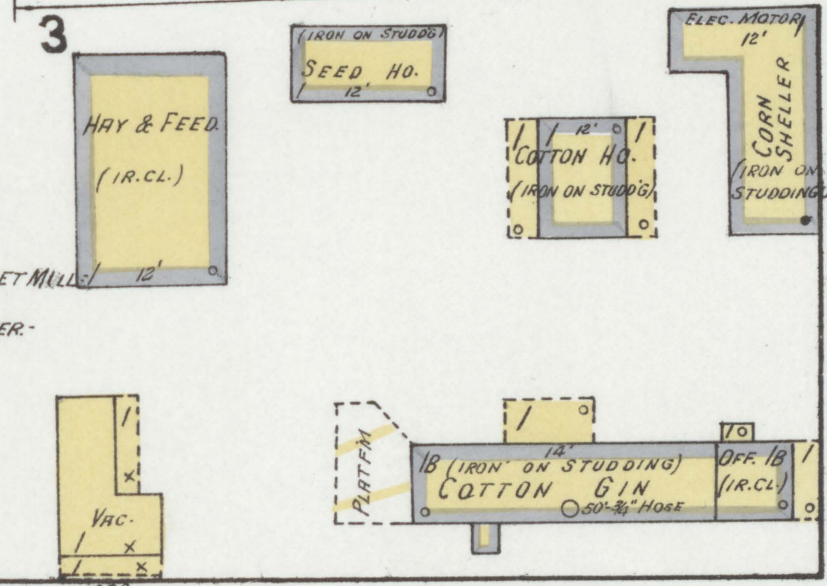 3
(IRON ON STUDD'G)
SEED HO.
1
12'
ELEC. MOTOR
1
12'
CORN
SHELLER
(IRON ON
STUDDING)
HAY & FEED
(IR.CL.)
1
12'
1
12'
1
COTTON HO.
(IRON ON STUDD'G)
ET MILL
ER.-
1
x
VAC.
1
x
1
x
PLATFM
1
1
14'
1B
(IRON ON STUDDING)
COTTON GIN
50'-3/4" HOSE
OFF. 1B
(IR.CL.)
1